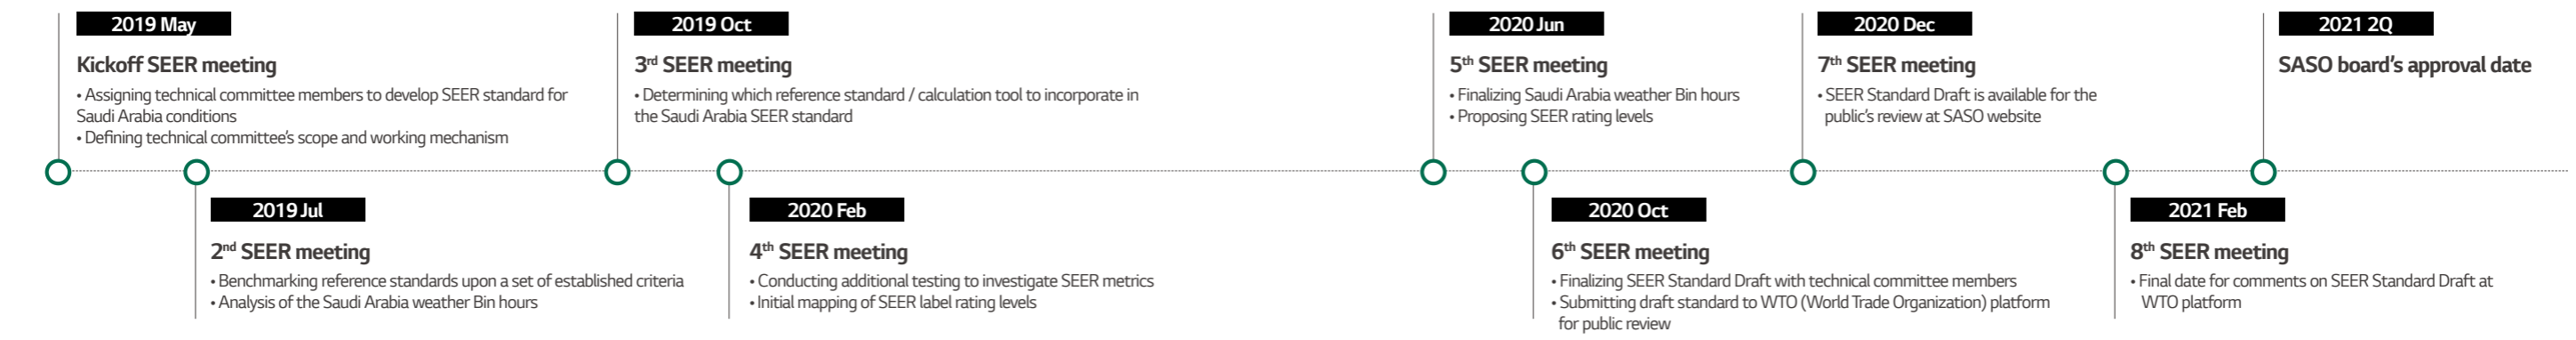 2019 May
Kickoff SEER meeting
• Assigning technical committee members to develop SEER standard for
Saudi Arabia conditions
• Defining technical committee's scope and working mechanism
2019 Jul
2nd SEER meeting
• Benchmarking reference standards upon a set of established criteria
• Analysis of the Saudi Arabia weather Bin hours
2019 Oct
3rd SEER meeting
• Determining which reference standard / calculation tool to incorporate in
the Saudi Arabia SEER standard
2020 Feb
4th SEER meeting
• Conducting additional testing to investigate SEER metrics
• Initial mapping of SEER label rating levels
2020 Jun
5th SEER meeting
• Finalizing Saudi Arabia weather Bin hours
• Proposing SEER rating levels
2020 Oct
6th SEER meeting
• Finalizing SEER Standard Draft with technical committee members
• Submitting draft standard to WTO (World Trade Organization) platform
for public review
2020 Dec
7th SEER meeting
• SEER Standard Draft is available for the
public's review at SASO website
2021 Feb
8th SEER meeting
• Final date for comments on SEER Standard Draft at
WTO platform
2021 2Q
SASO board's approval date